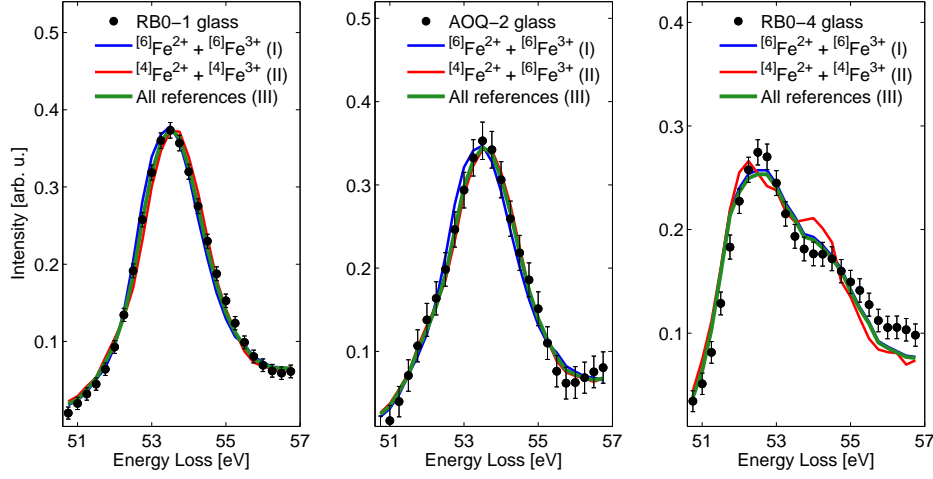 Intensity [arb. u.]
0.5
0.4
0.3
0.2
0.1
RB0−1 glass
[6]Fe2+ + [6]Fe3+ (I)
[4]Fe2+ + [4]Fe3+ (II)
All references (III)
51 53 55 57
Energy Loss [eV]
0.5
0.4
0.3
0.2
0.1
AOQ−2 glass
[6]Fe2+ + [6]Fe3+ (I)
[4]Fe2+ + [6]Fe3+ (II)
All references (III)
51 53 55 57
Energy Loss [eV]
0.4
0.3
0.2
0.1
RB0−4 glass
[6]Fe2+ + [6]Fe3+ (I)
[4]Fe2+ + [4]Fe3+ (II)
All references (III)
51 53 55 57
Energy Loss [eV]